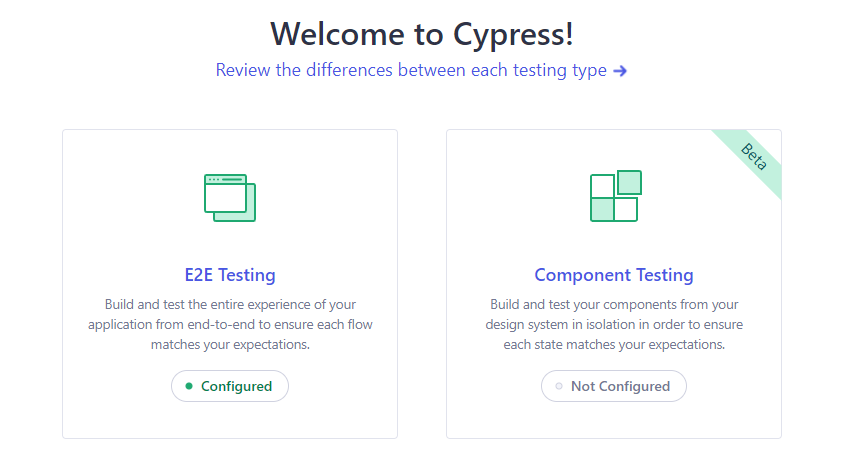 Welcome to Cypress!
Review the differences between each testing type →
E2E Testing
Build and test the entire experience of your
application from end-to-end to ensure each flow
matches your expectations.
Configured
Beta
Component Testing
Build and test your components from your
design system in isolation in order to ensure
each state matches your expectations.
Not Configured